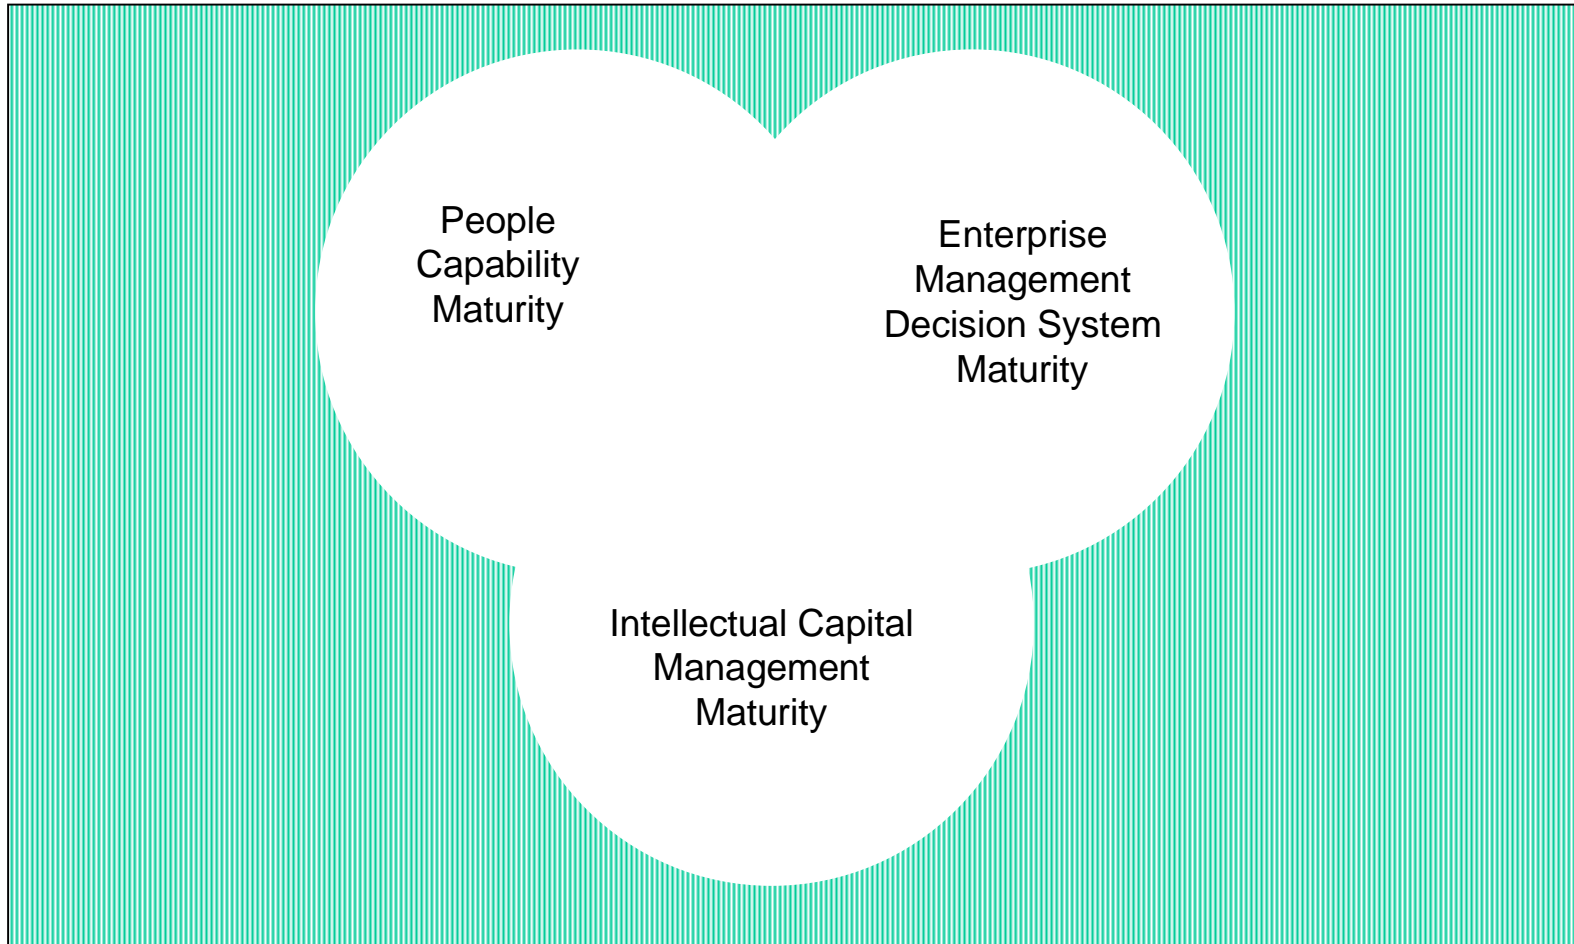 People
Capability
Maturity
Enterprise
Management
Decision System
Maturity
Intellectual Capital
Management
Maturity